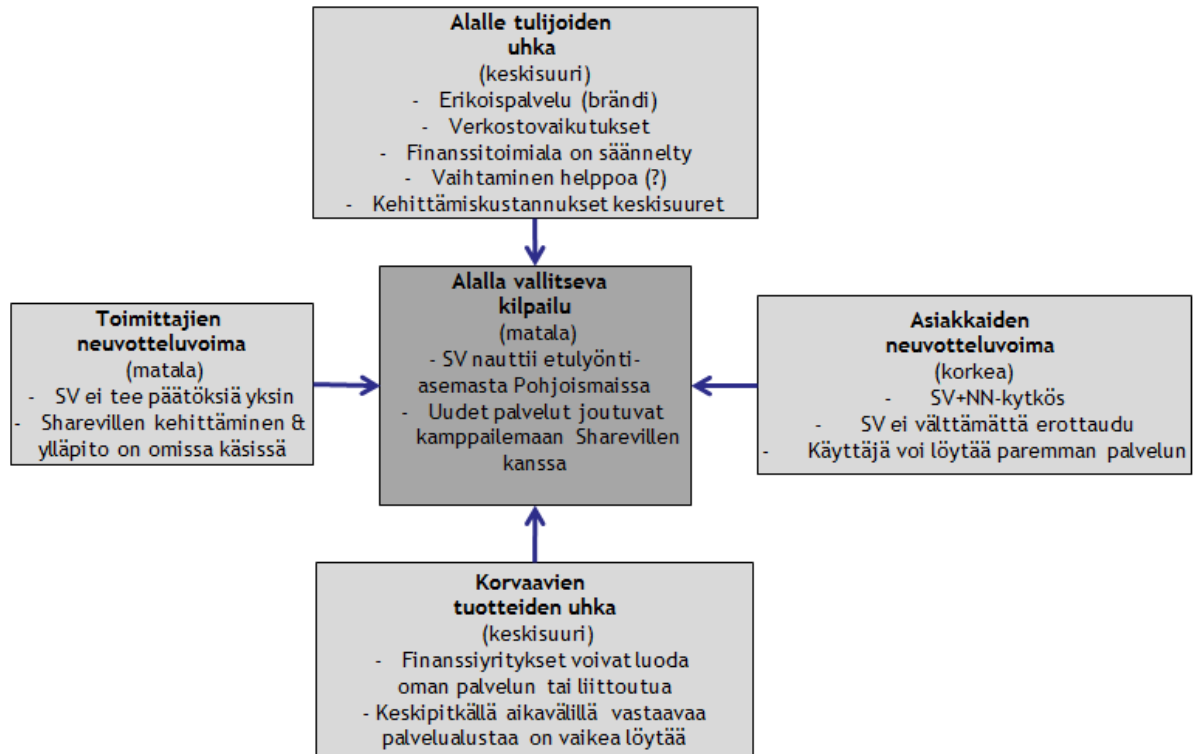 Alalle tulijoiden
uhka
(keskisuuri)
- Erikoispalvelu (brändi)
- Verkostovaikutukset
- Finanssitoimiala on säännelty
- Vaihtaminen helppoa (?)
- Kehittämiskustannukset keskisuuret
Toimittajien
neuvotteluvoima
(matala)
- SV ei tee päätöksiä yksin
- Sharevillen kehittäminen &
ylläpito on omissa käsissä
Alalla vallitseva
kilpailu
(matala)
- SV nauttii etulyönti-
asemasta Pohjoismaissa
- Uudet palvelut joutuvat
kamppailemaan Sharevillen
kanssa
Asiakkaiden
neuvotteluvoima
(korkea)
- SV+NN-kytkös
- SV ei välttämättä erottaudu
- Käyttäjä voi löytää paremman palvelun
Korvaavien
tuotteiden uhka
(keskisuuri)
- Finanssiyritykset voivat luoda
oman palvelun tai liittoutua
- Keskipitkällä aikavälillä vastaavaa
palvelualustaa on vaikea löytää